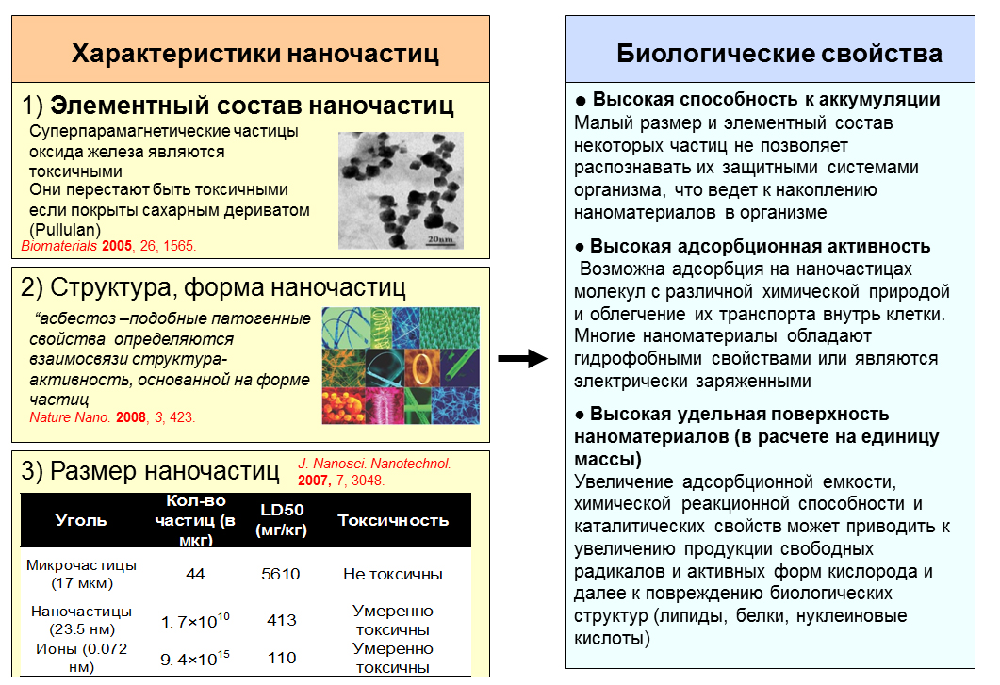 Характеристики наночастиц
1) Элементный состав наночастиц
Суперпарамагнетические частицы
оксида железа являются
токсичными
Они перестают быть токсичными
если покрыты сахарным дериватом
(Pullulan)
Biomaterials 2005, 26, 1565.
20nm
2) Структура, форма наночастиц
“асбестоз –подобные патогенные
свойства определяются
взаимосвязи структура-
активность, основанной на форме
частиц
Nature Nano. 2008, 3, 423.
3) Размер наночастиц
J. Nanosci. Nanotechnol.
2007, 7, 3048.
Уголь | Кол-во частиц (в мкг) | LD50 (мг/кг) | Токсичность
Микрочастицы (17 мкм) | 44 | 5610 | Не токсичны
Наночастицы (23.5 нм) | 1.7×10¹⁰ | 413 | Умеренно токсичны
Ионы (0.072 нм) | 9.4×10¹⁵ | 110 | Умеренно токсичны
Биологические свойства
● Высокая способность к аккумуляции
Малый размер и элементный состав
некоторых частиц не позволяет
распознавать их защитными системами
организма, что ведет к накоплению
наноматериалов в организме
● Высокая адсорбционная активность
Возможна адсорбция на наночастицах
молекул с различной химической природой
и облегчение их транспорта внутрь клетки.
Многие наноматериалы обладают
гидрофобными свойствами или являются
электрически заряженными
● Высокая удельная поверхность
наноматериалов (в расчете на единицу
массы)
Увеличение адсорбционной емкости,
химической реакционной способности и
каталитических свойств может приводить к
увеличению продукции свободных
радикалов и активных форм кислорода и
далее к повреждению биологических
структур (липиды, белки, нуклеиновые
кислоты)